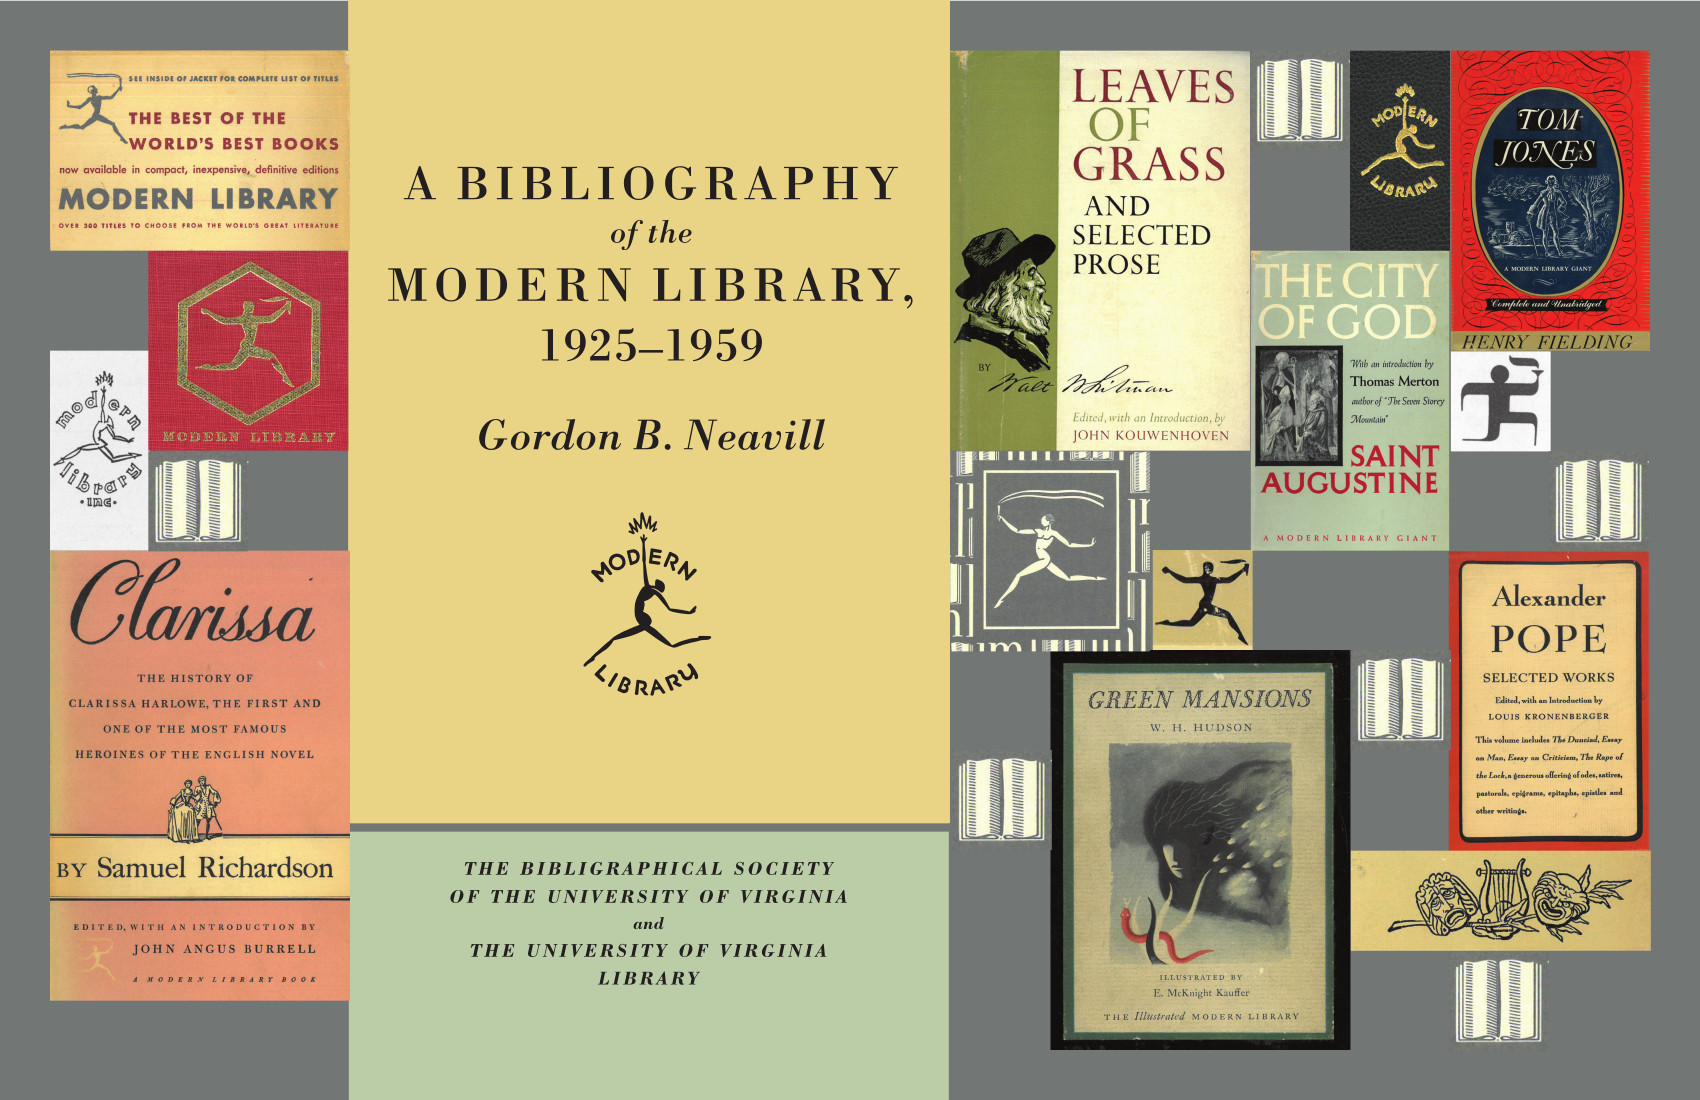 SEE INSIDE OF JACKET FOR COMPLETE LIST OF TITLES
THE BEST OF THE
WORLD'S BEST BOOKS
now available in compact, inexpensive, definitive editions
MODERN LIBRARY
OVER 300 TITLES TO CHOOSE FROM THE WORLD'S GREAT LITERATURE
MODERN LIBRARY
modern
library
·inc·
Clarissa
THE HISTORY OF
CLARISSA HARLOWE, THE FIRST AND
ONE OF THE MOST FAMOUS
HEROINES OF THE ENGLISH NOVEL
BY Samuel Richardson
EDITED, WITH AN INTRODUCTION BY
JOHN ANGUS BURRELL
A MODERN LIBRARY BOOK
A BIBLIOGRAPHY
of the
MODERN LIBRARY,
1925–1959
Gordon B. Neavill
MODERN
LIBRARY
THE BIBLIGRAPHICAL SOCIETY
OF THE UNIVERSITY OF VIRGINIA
and
THE UNIVERSITY OF VIRGINIA
LIBRARY
LEAVES
OF
GRASS
AND
SELECTED
PROSE
BY
Walt Whitman
Edited, with an Introduction, by
JOHN KOUWENHOVEN
MODERN
LIBRARY
TOM
JONES
A MODERN LIBRARY GIANT
Complete and Unabridged
HENRY FIELDING
THE CITY
OF GOD
With an introduction by
Thomas Merton
author of "The Seven Storey
Mountain"
SAINT
AUGUSTINE
A MODERN LIBRARY GIANT
GREEN MANSIONS
W. H. HUDSON
ILLUSTRATED BY
E. McKnight Kauffer
THE Illustrated MODERN LIBRARY
Alexander
POPE
SELECTED WORKS
Edited, with an Introduction by
LOUIS KRONENBERGER
This volume includes The Dunciad, Essay
on Man, Essay on Criticism, The Rape of
the Lock, a generous offering of odes, satires,
pastorals, epigrams, epitaphs, epistles and
other writings.